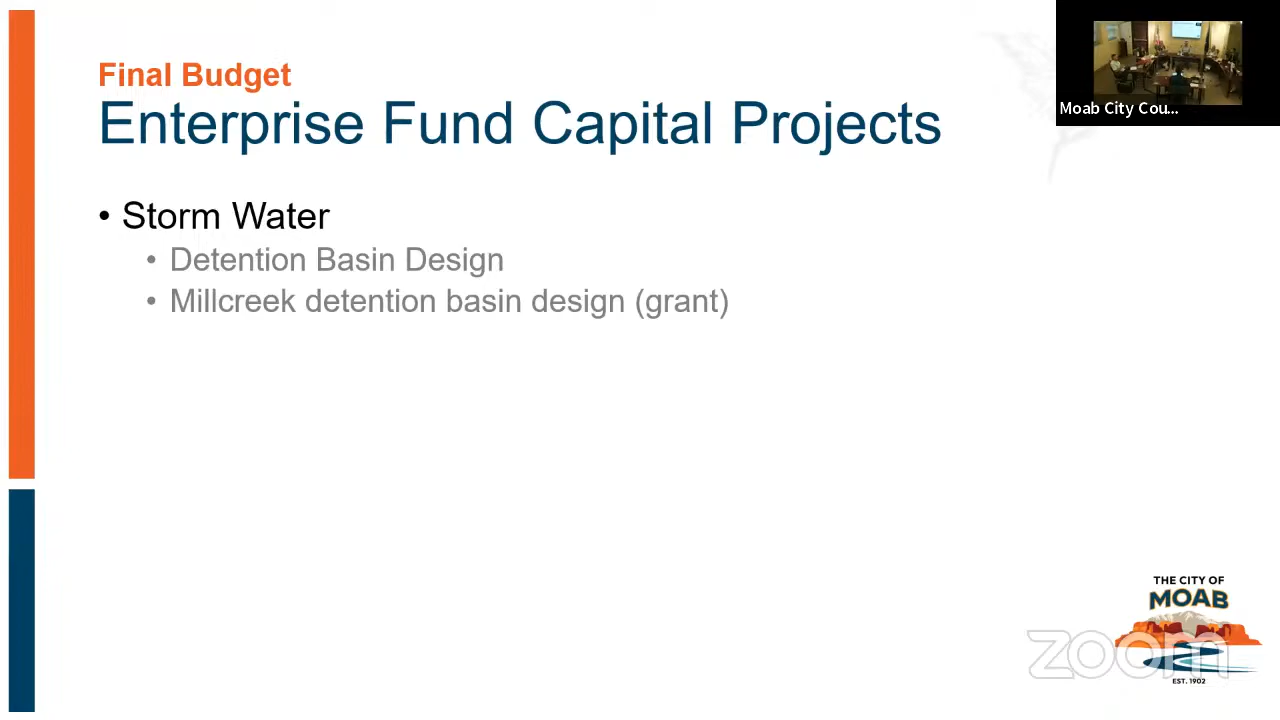 Final Budget
Enterprise Fund Capital Projects
• Storm Water
• Detention Basin Design
• Millcreek detention basin design (grant)
Moab City Cou...
THE CITY OF
MOAB
zoom
EST. 1902